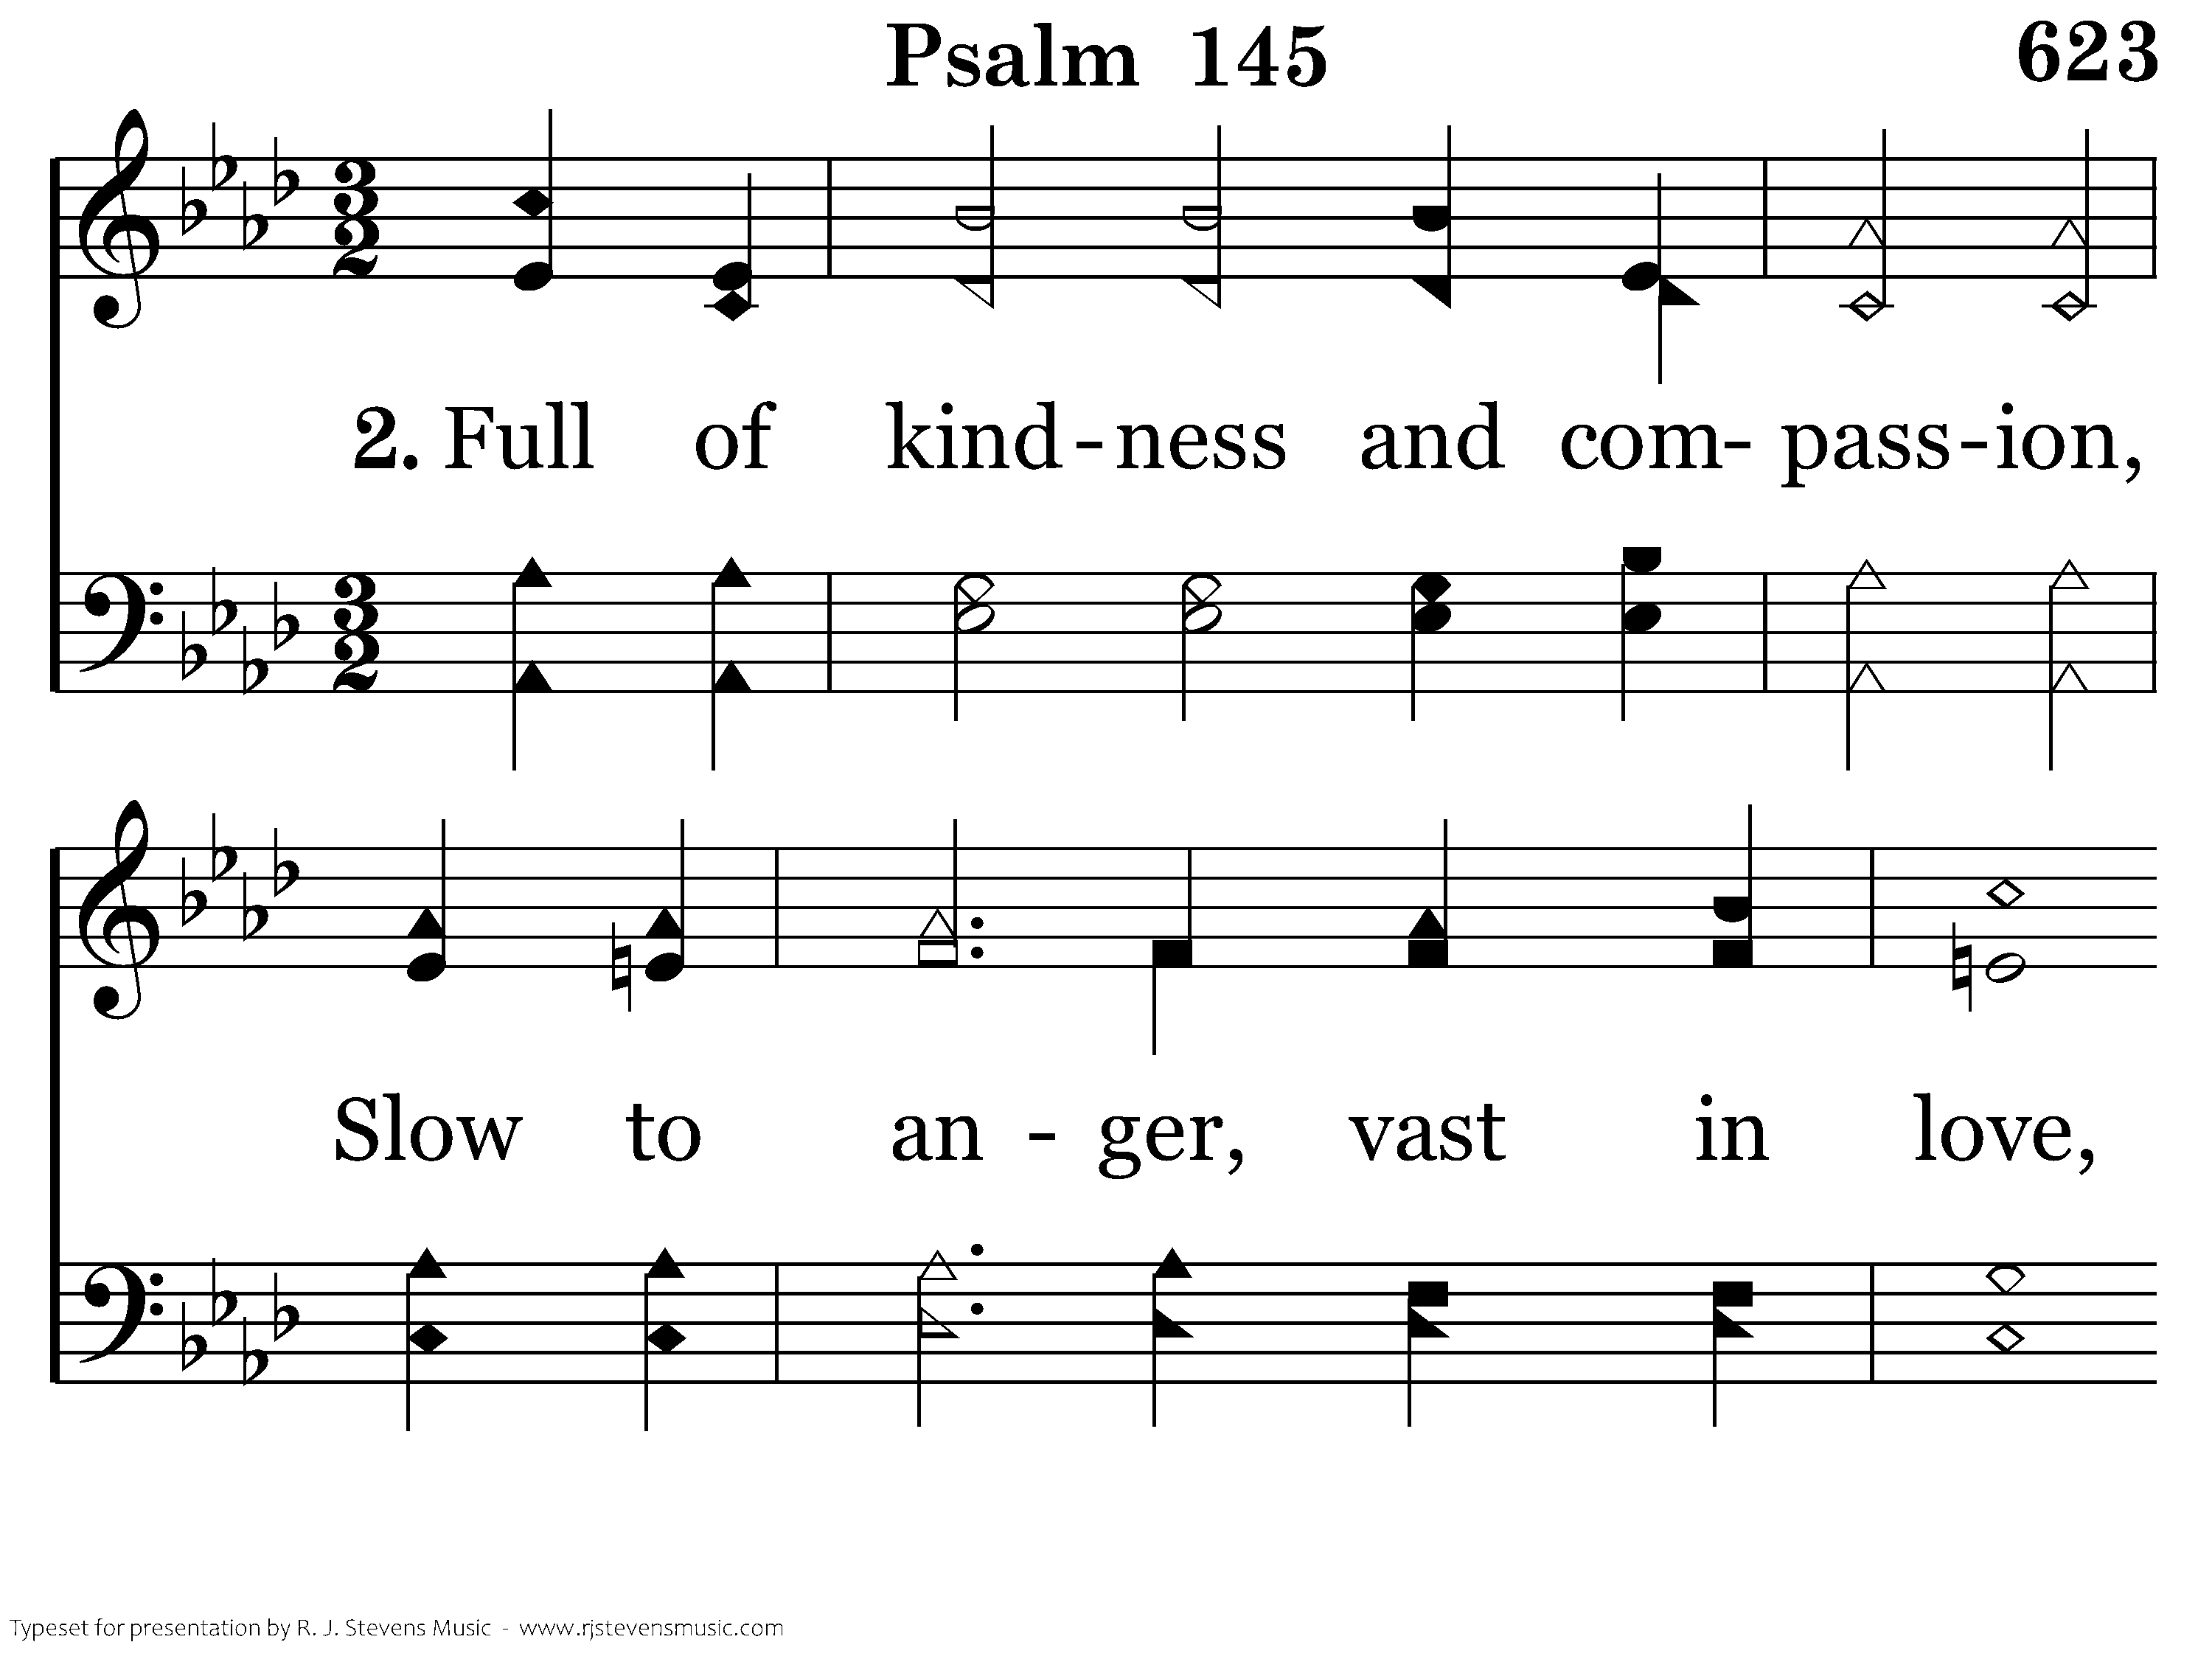 Psalm 145 623
2. Full of kind-ness and com-pass-ion,
Slow to an - ger, vast in love,
Typeset for presentation by R. J. Stevens Music - www.rjstevensmusic.com